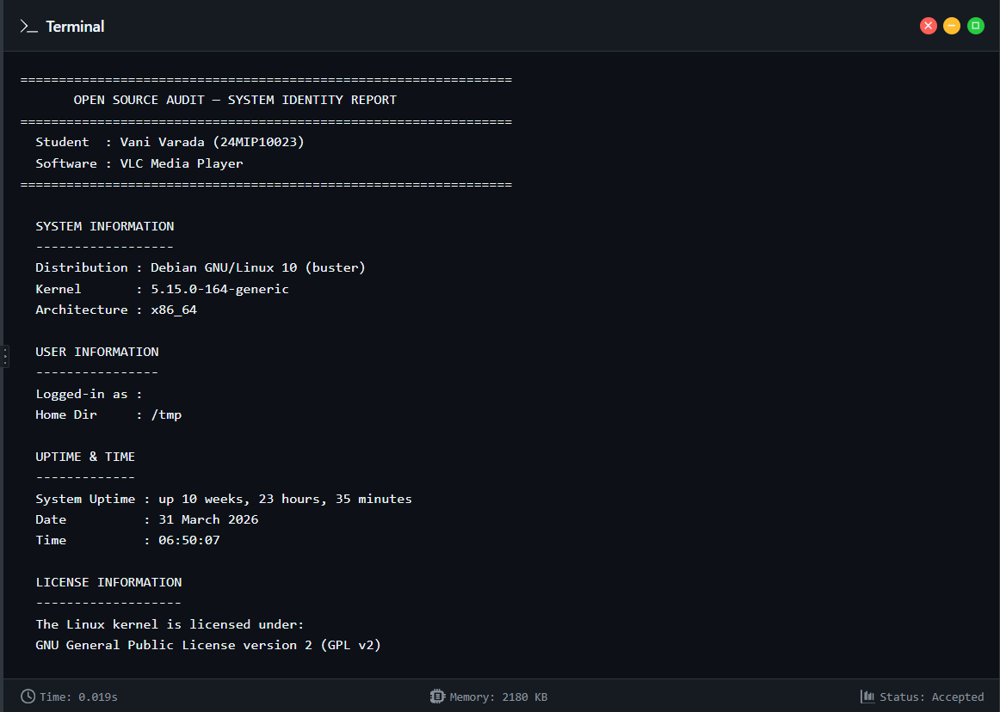 Terminal
================================================================
OPEN SOURCE AUDIT — SYSTEM IDENTITY REPORT
================================================================
Student  : Vani Varada (24MIP10023)
Software : VLC Media Player
================================================================
SYSTEM INFORMATION
------------------
Distribution : Debian GNU/Linux 10 (buster)
Kernel       : 5.15.0-164-generic
Architecture : x86_64
USER INFORMATION
----------------
Logged-in as :
Home Dir     : /tmp
UPTIME & TIME
-------------
System Uptime : up 10 weeks, 23 hours, 35 minutes
Date          : 31 March 2026
Time          : 06:50:07
LICENSE INFORMATION
-------------------
The Linux kernel is licensed under:
GNU General Public License version 2 (GPL v2)
Time: 0.019s
Memory: 2180 KB
Status: Accepted